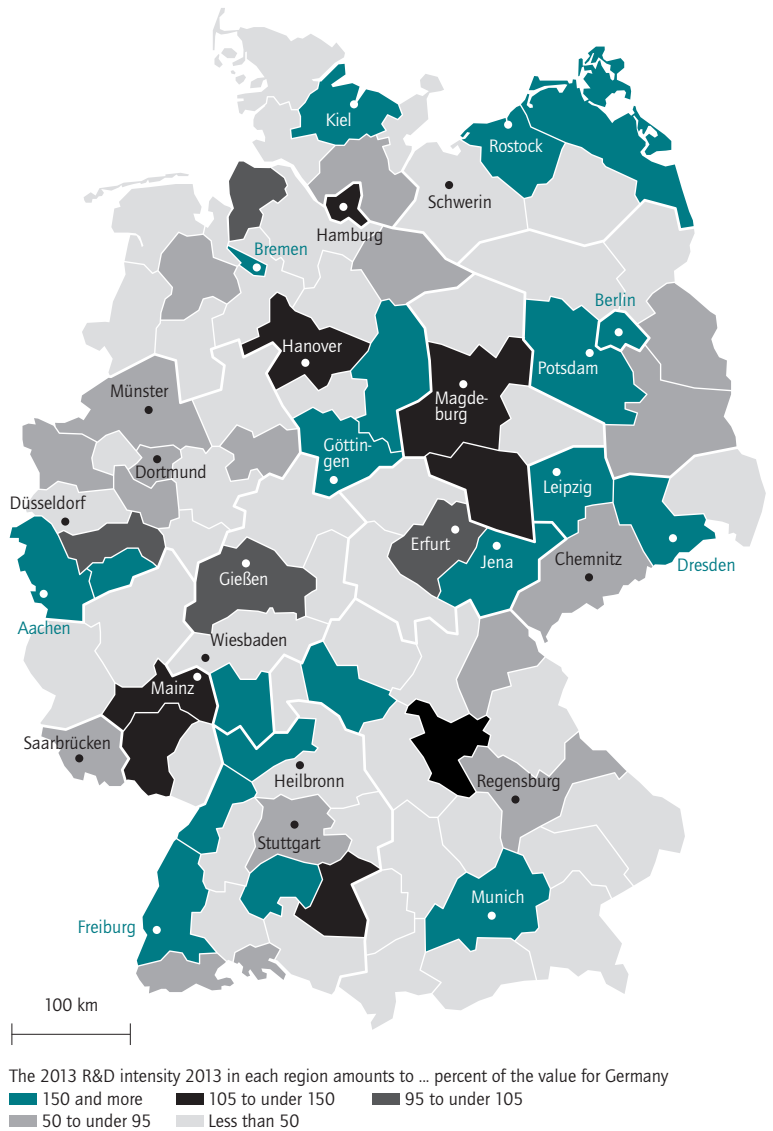 Kiel
Rostock
Schwerin
Hamburg
Bremen
Berlin
Hanover
Potsdam
Münster
Magde-
burg
Göttin-
gen
Dortmund
Leipzig
Düsseldorf
Erfurt
Jena
Chemnitz
Dresden
Gießen
Aachen
Wiesbaden
Mainz
Saarbrücken
Heilbronn
Regensburg
Stuttgart
Munich
Freiburg
100 km
The 2013 R&D intensity 2013 in each region amounts to ... percent of the value for Germany
150 and more 105 to under 150 95 to under 105
50 to under 95 Less than 50